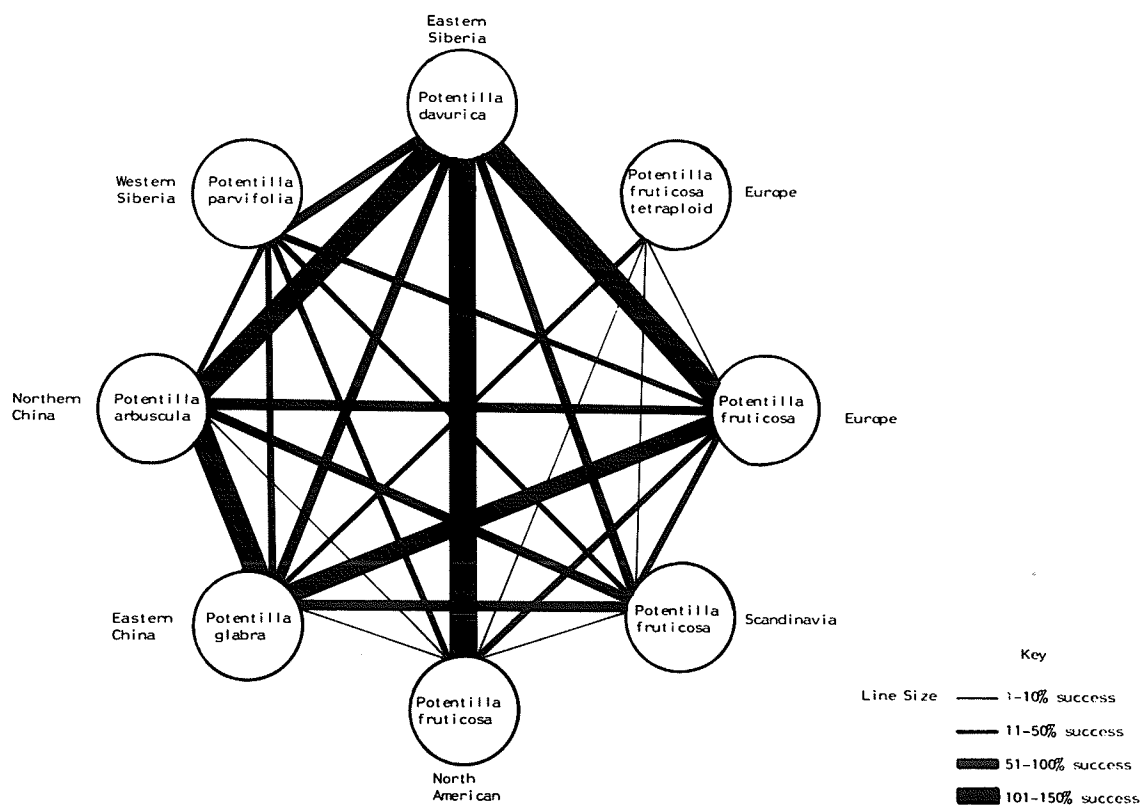 Eastern
Siberia
Potentilla
davurica
Western
Siberia
Potentilla
parvifolia
Potentilla
fruticosa
tetraploid
Europe
Northern
China
Potentilla
arbuscula
Potentilla
fruticosa
Europe
Eastern
China
Potentilla
glabra
Potentilla
fruticosa
Scandinavia
Potentilla
fruticosa
North
American
Key
Line Size
1-10% success
11-50% success
51-100% success
101-150% success